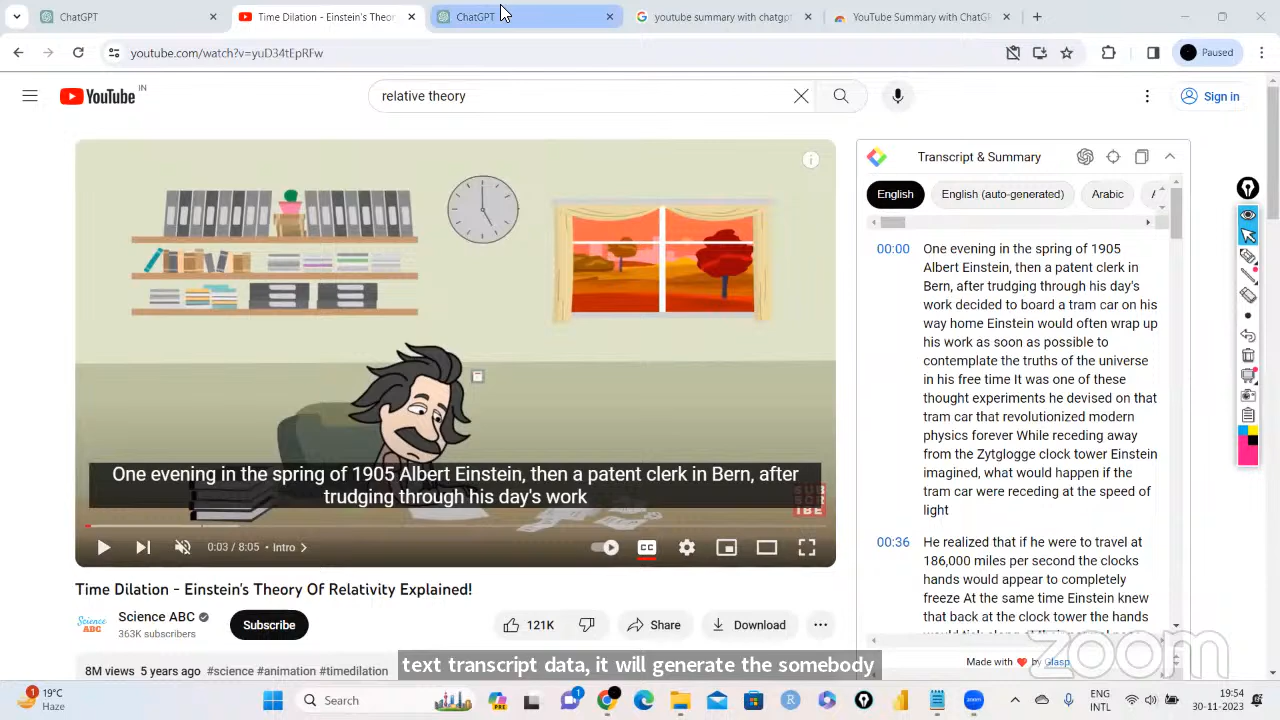 ChatGPT
Time Dilation - Einstein's Theor
ChatGPT
youtube summary with chatgpt
YouTube Summary with ChatG
youtube.com/watch?v=yuD34tEpRFw
Paused
YouTube IN
relative theory
Sign in
Transcript & Summary
English
English (auto-generated)
Arabic
00:00
One evening in the spring of 1905
Albert Einstein, then a patent clerk in
Bern, after trudging through his day's
work decided to board a tram car on his
way home Einstein would often wrap up
his work as soon as possible to
contemplate the truths of the universe
in his free time It was one of these
thought experiments he devised on that
tram car that revolutionized modern
physics forever While receding away
from the Zytglogge clock tower Einstein
imagined, what would happen if the
tram car were receding at the speed of
light
00:36
He realized that if he were to travel at
186,000 miles per second the clocks
hands would appear to completely
freeze At the same time Einstein knew
that back at the clock tower the hands
Made with ❤ by Glasp
One evening in the spring of 1905 Albert Einstein, then a patent clerk in Bern, after
trudging through his day's work
SUB
SCR
IBE
0:03 / 8:05 • Intro
CC
Time Dilation - Einstein's Theory Of Relativity Explained!
Science ABC
Science ABC
363K subscribers
Subscribe
121K
Share
Download
8M views 5 years ago #science #animation #timedilation
text transcript data, it will generate the somebody
zoom
1
19°C
Haze
Search
1
R
zoom
ENG
INTL
19:54
30-11-2023